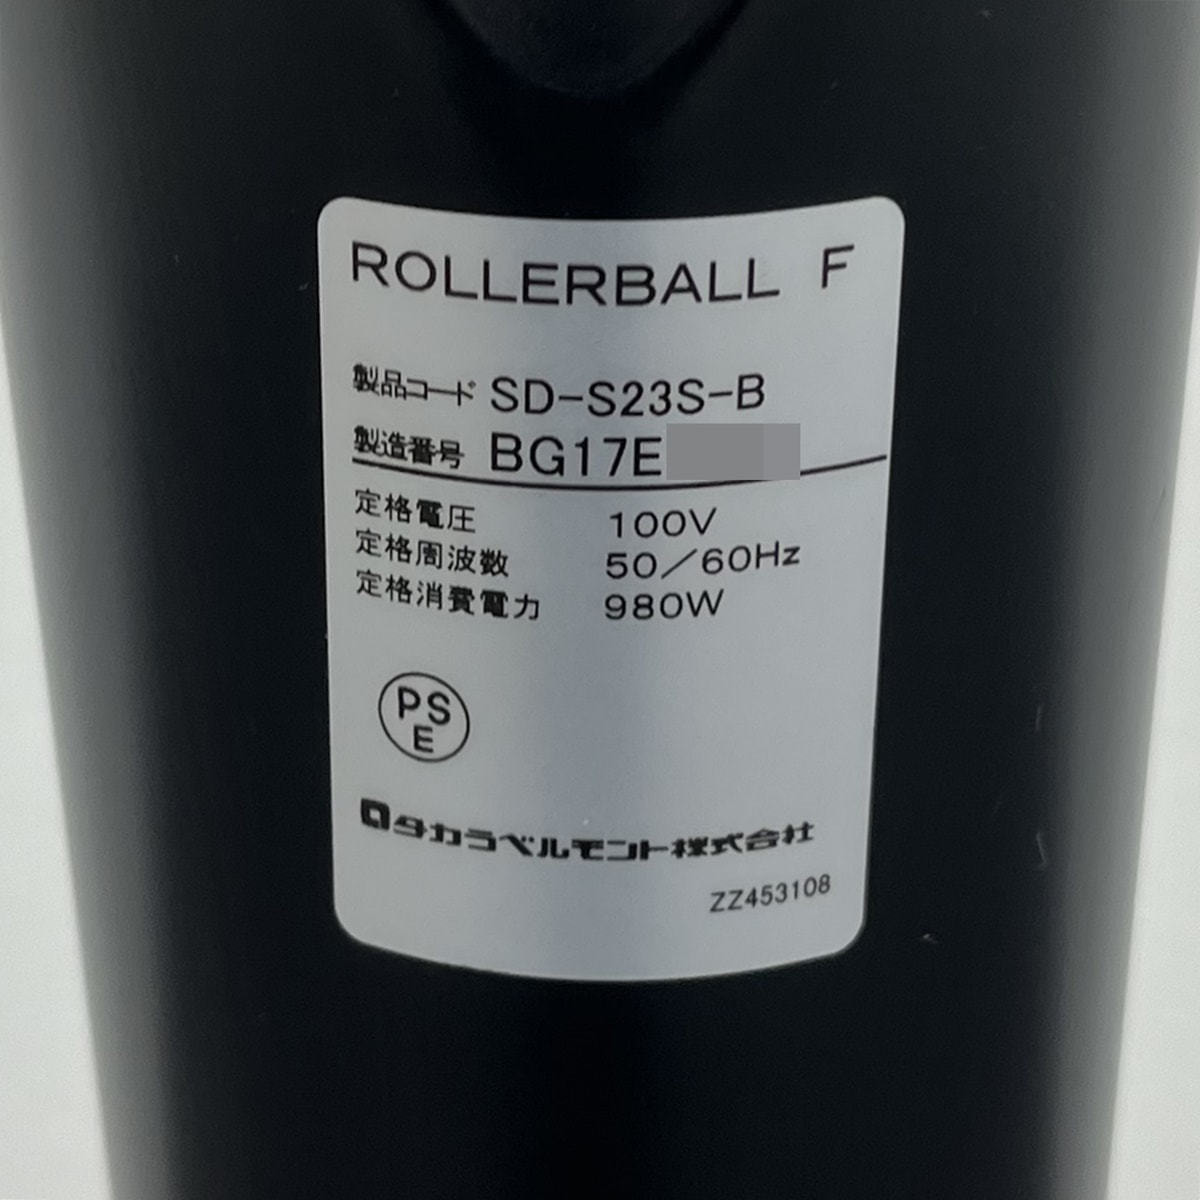 ROLLERBALL F
製品コード SD-S23S-B
製造番号 BG17E
定格電圧 100V
定格周波数 50/60Hz
定格消費電力 980W
PS
E
タカラベルモント株式会社
ZZ453108